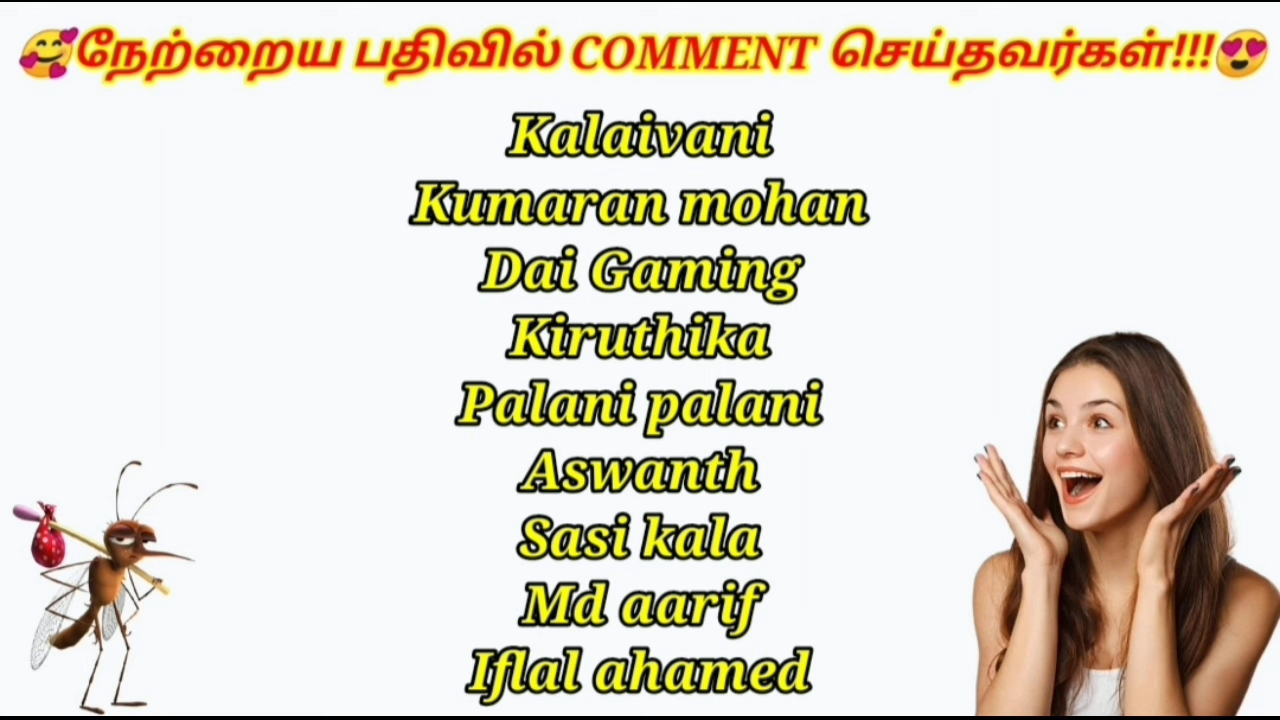 🥰நேற்றைய பதிவில் COMMENT செய்தவர்கள்!!!😍
Kalaivani
Kumaran mohan
Dai Gaming
Kiruthika
Palani palani
Aswanth
Sasi kala
Md aarif
Iflal ahamed